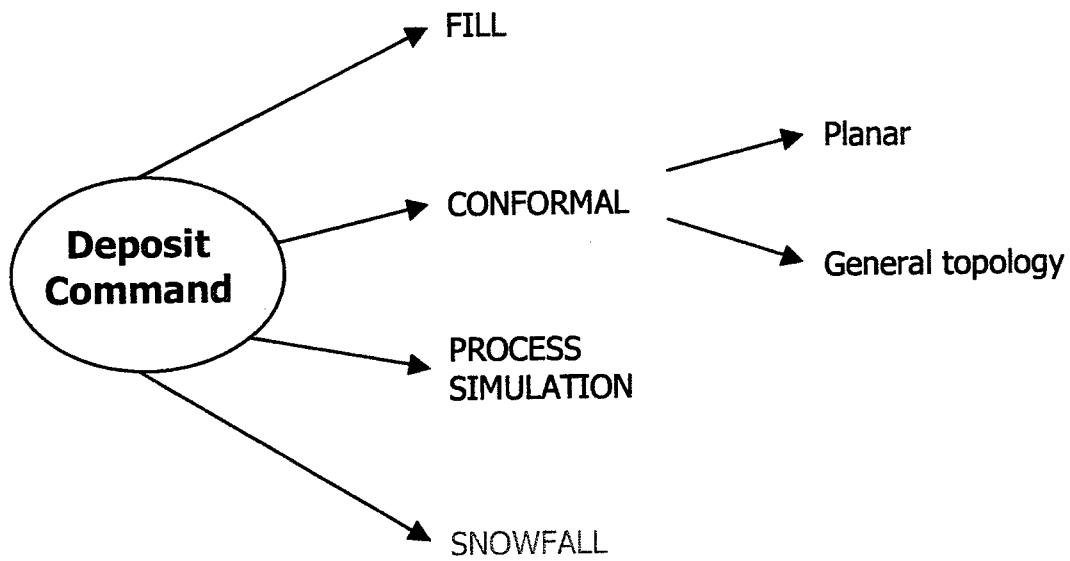 FILL
Planar
CONFORMAL
Deposit
Command
General topology
PROCESS
SIMULATION
SNOWFALL